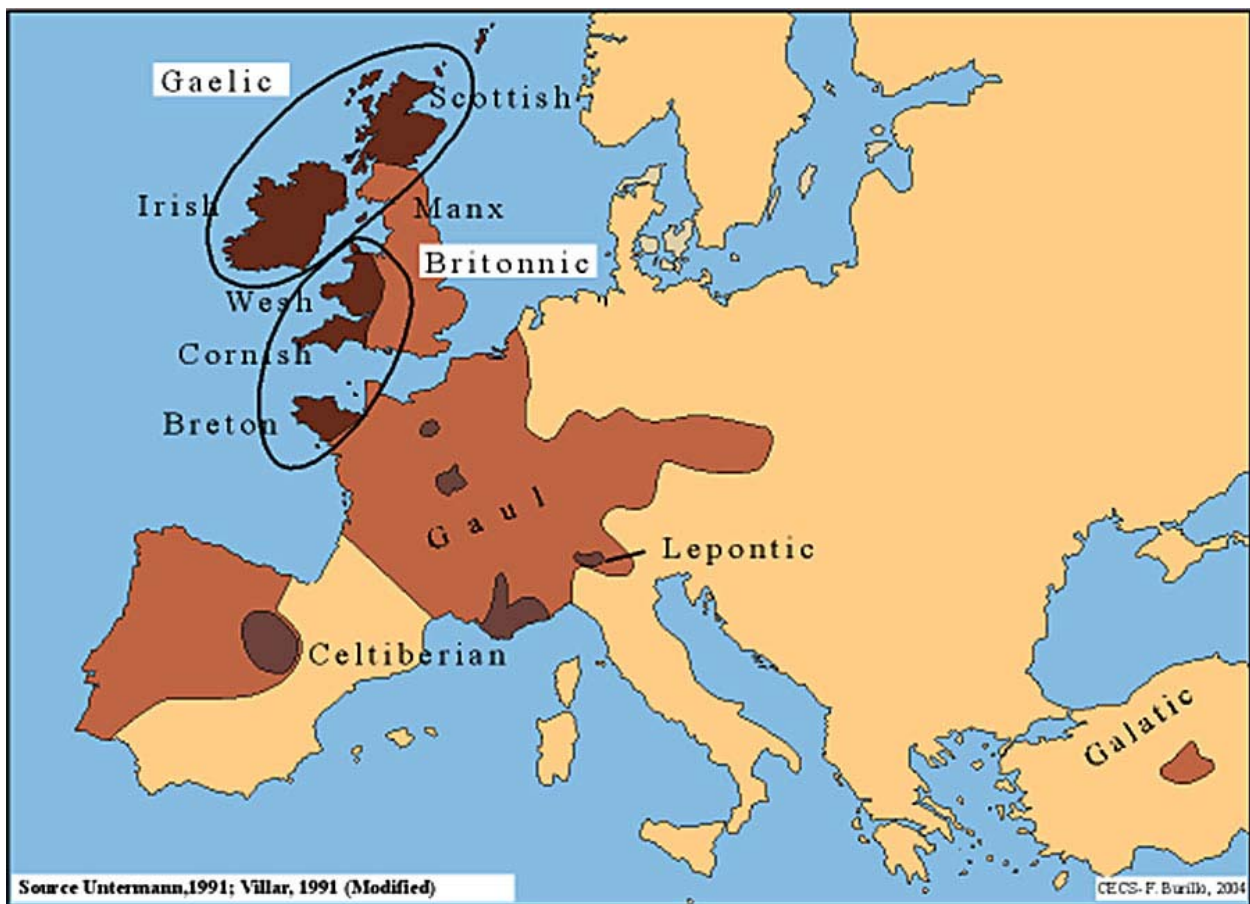 Gaelic
Scottish
Irish
Manx
Britonnic
Wesh
Cornish
Breton
Gaul
Lepontic
Celtiberian
Galatic
Source Untermann,1991; Villar, 1991 (Modified)
CECS- F. Burillo, 2004